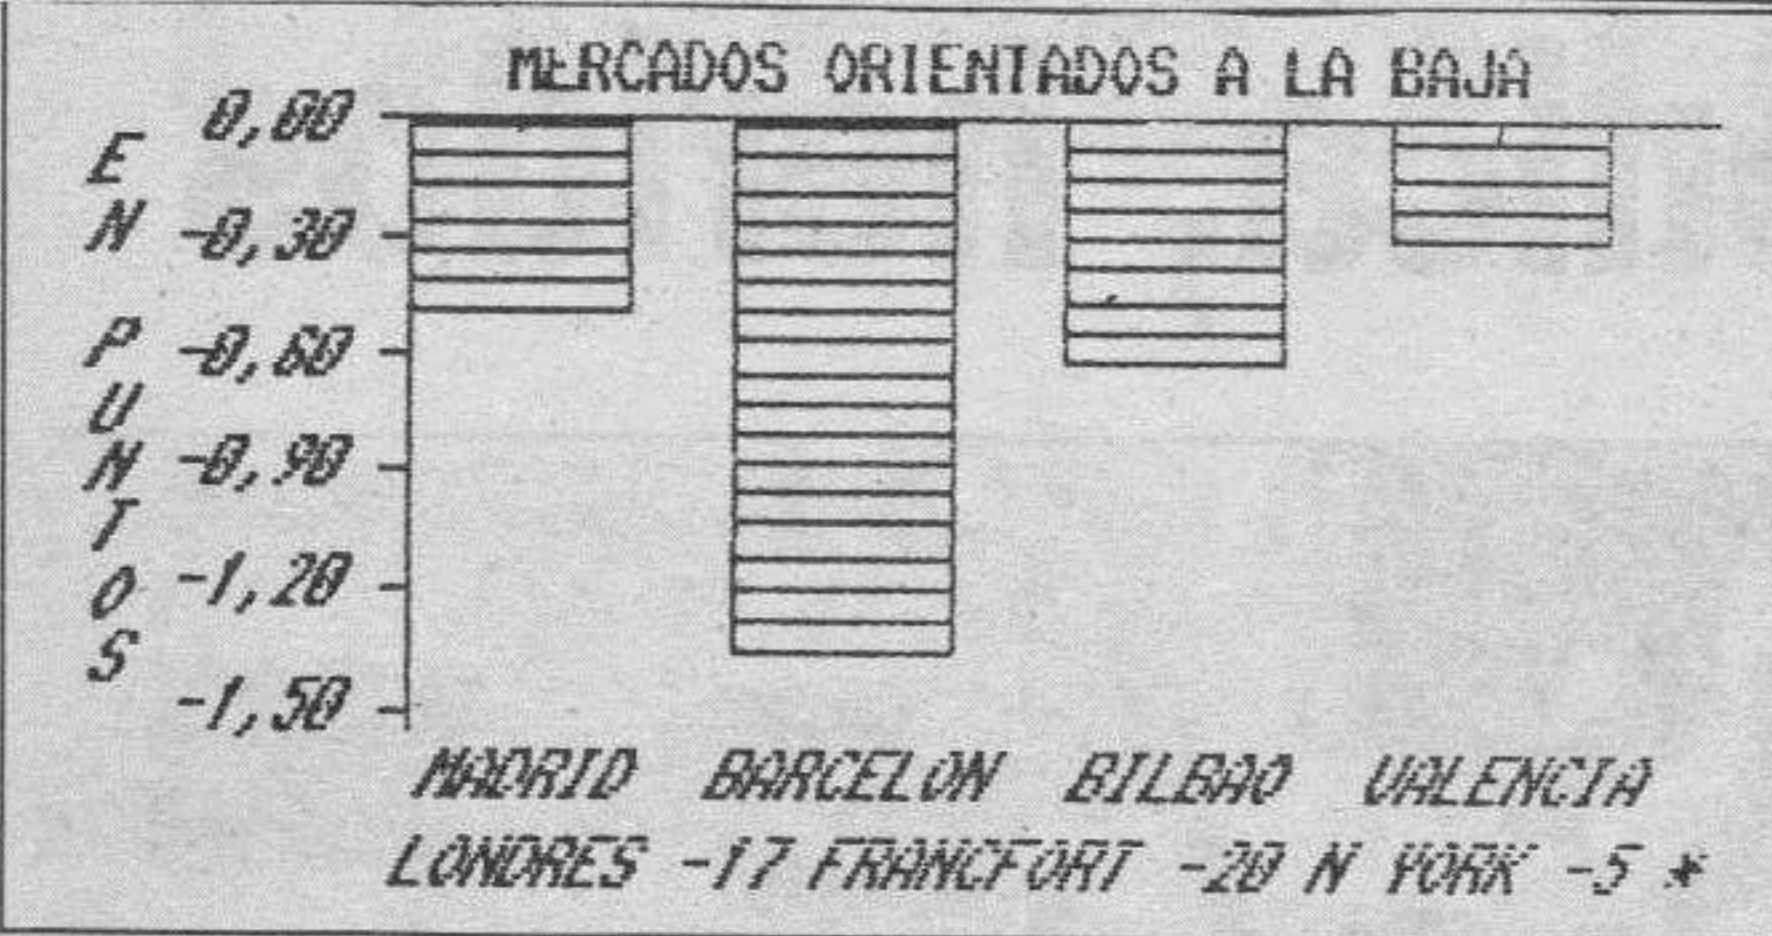 MERCADOS ORIENTADOS A LA BAJA
EN PUNTOS
0,00
-0,30
-0,60
-0,90
-1,20
-1,50
MADRID BARCELON BILBAO VALENCIA
LONDRES -17 FRANCFORT -20 N YORK -5 *